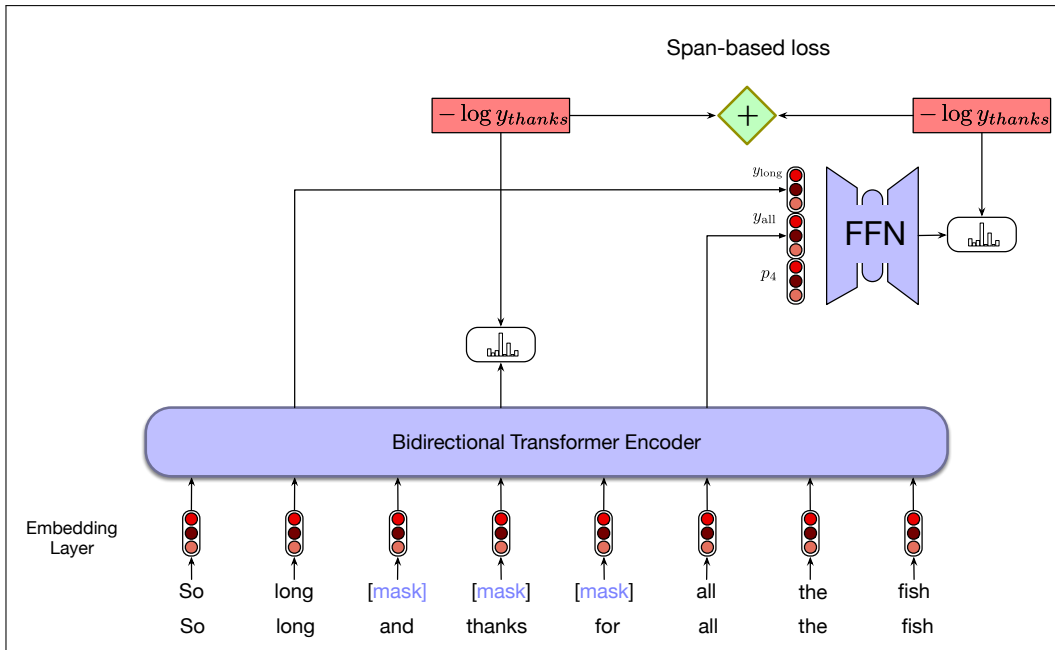 Span-based loss
− log y_thanks + − log y_thanks
y_long
y_all
FFN
p_4
Bidirectional Transformer Encoder
Embedding
Layer
So long [mask] [mask] [mask] all the fish
So long and thanks for all the fish